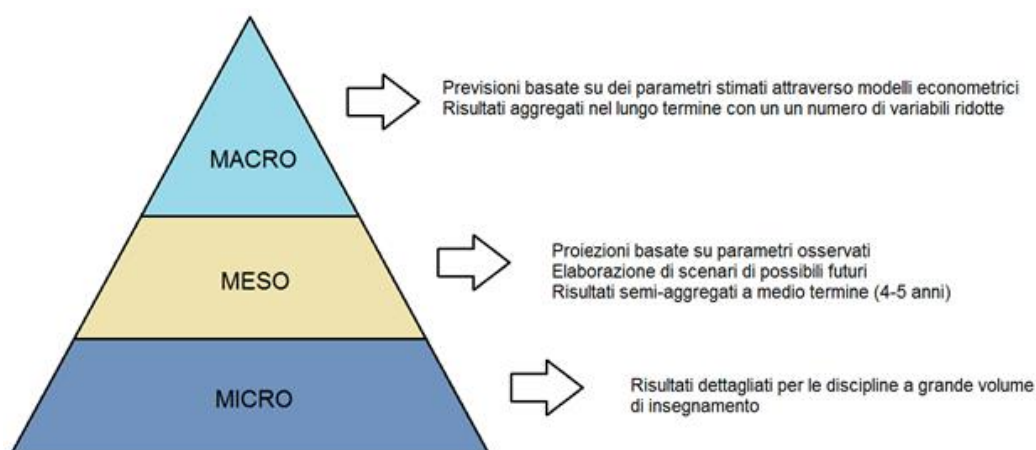 MACRO
Previsioni basate su dei parametri stimati attraverso modelli econometrici
Risultati aggregati nel lungo termine con un un numero di variabili ridotte
MESO
Proiezioni basate su parametri osservati
Elaborazione di scenari di possibili futuri
Risultati semi-aggregati a medio termine (4-5 anni)
MICRO
Risultati dettagliati per le discipline a grande volume
di insegnamento